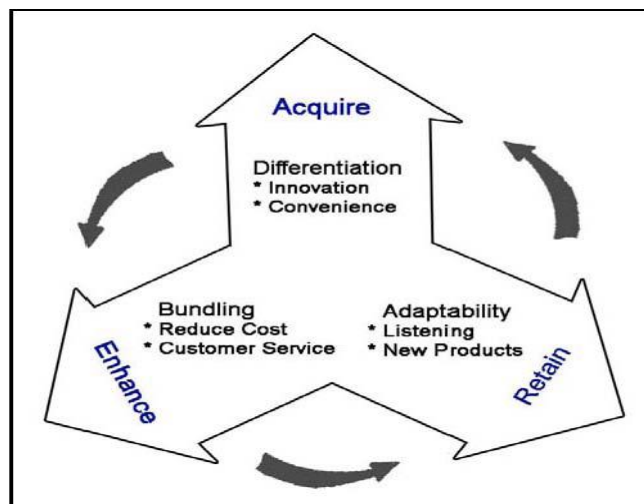 Acquire
Differentiation
* Innovation
* Convenience
Bundling
* Reduce Cost
* Customer Service
Enhance
Adaptability
* Listening
* New Products
Retain